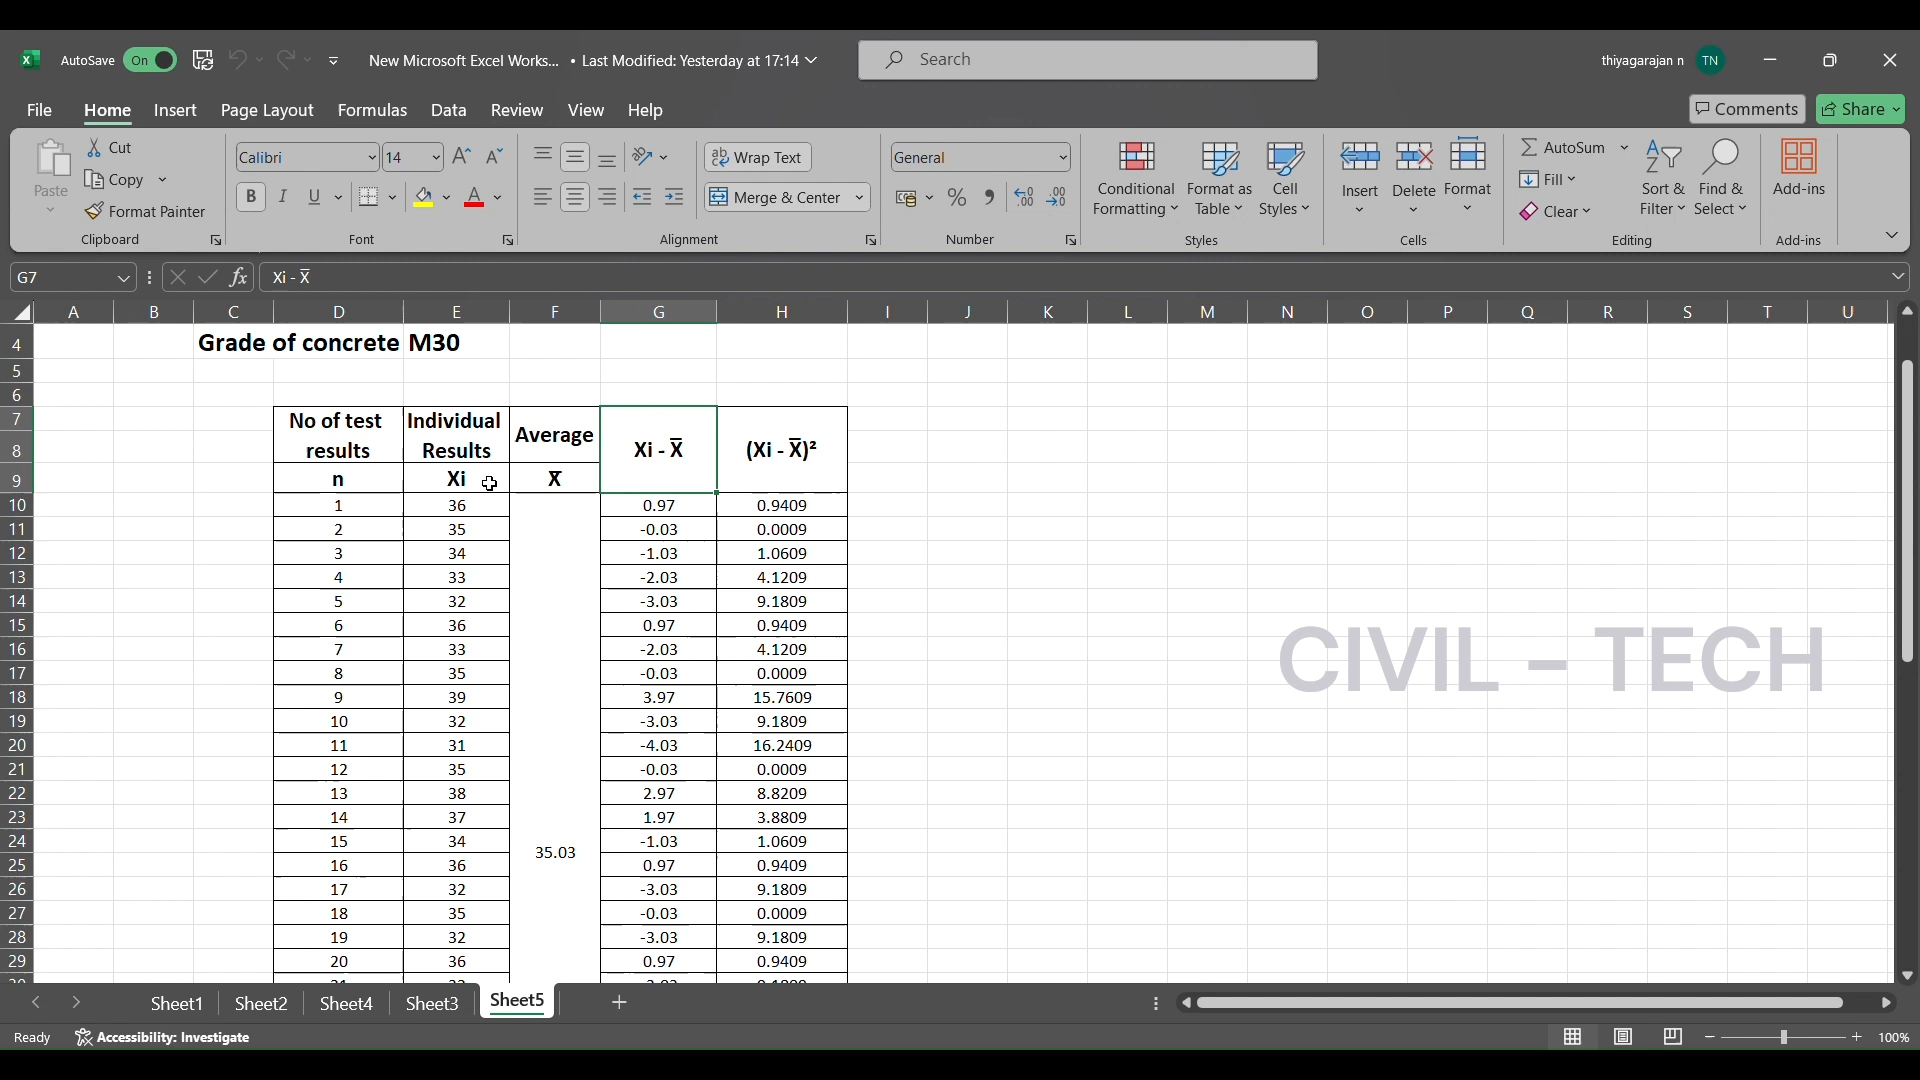 AutoSave On New Microsoft Excel Works... • Last Modified: Yesterday at 17:14 Search thiyagarajan n TN
File Home Insert Page Layout Formulas Data Review View Help Comments Share
Paste Cut Copy Format Painter Clipboard
Calibri 14 B I U A Font
Wrap Text Merge & Center Alignment
General % Number
Conditional Formatting Format as Table Cell Styles Styles
Insert Delete Format Cells
AutoSum Fill Clear Sort & Filter Find & Select Editing
Add-ins Add-ins
G7 fx Xi - X̅
A B C D E F G H I J K L M N O P Q R S T U
4 Grade of concrete M30
5
6
7 No of test results Individual Results Average Xi - X̅ (Xi - X̅)²
8
9 n Xi X̅
10 1 36 0.97 0.9409
11 2 35 -0.03 0.0009
12 3 34 -1.03 1.0609
13 4 33 -2.03 4.1209
14 5 32 -3.03 9.1809
15 6 36 0.97 0.9409
16 7 33 -2.03 4.1209
17 8 35 -0.03 0.0009
18 9 39 3.97 15.7609
19 10 32 -3.03 9.1809
20 11 31 -4.03 16.2409
21 12 35 -0.03 0.0009
22 13 38 2.97 8.8209
23 14 37 1.97 3.8809
24 15 34 35.03 -1.03 1.0609
25 16 36 0.97 0.9409
26 17 32 -3.03 9.1809
27 18 35 -0.03 0.0009
28 19 32 -3.03 9.1809
29 20 36 0.97 0.9409
CIVIL – TECH
Sheet1 Sheet2 Sheet4 Sheet3 Sheet5
Ready Accessibility: Investigate 100%